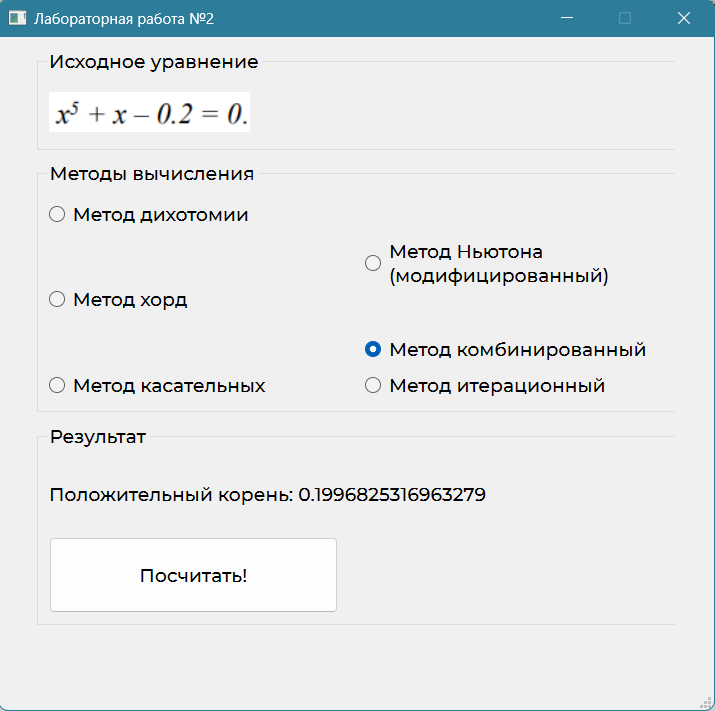 Лабораторная работа №2
Исходное уравнение
x⁵ + x – 0.2 = 0.
Методы вычисления
Метод дихотомии
Метод хорд
Метод касательных
Метод Ньютона
(модифицированный)
Метод комбинированный
Метод итерационный
Результат
Положительный корень: 0.1996825316963279
Посчитать!